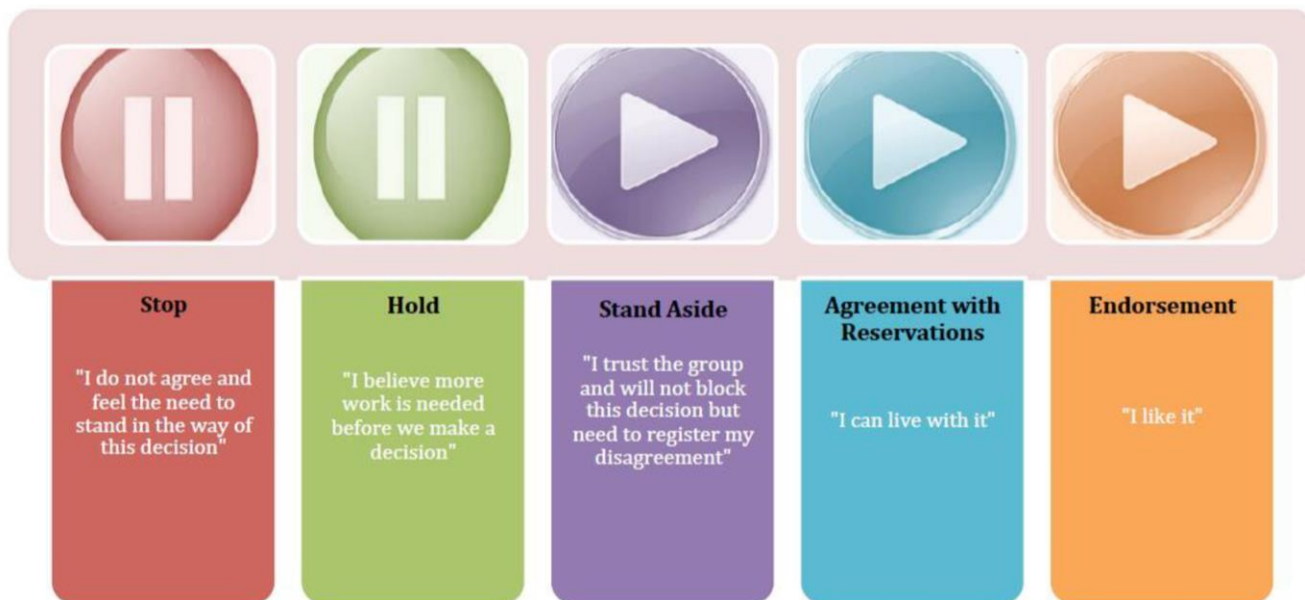 Stop
"I do not agree and
feel the need to
stand in the way of
this decision"
Hold
"I believe more
work is needed
before we make a
decision"
Stand Aside
"I trust the group
and will not block
this decision but
need to register my
disagreement"
Agreement with
Reservations
"I can live with it"
Endorsement
"I like it"